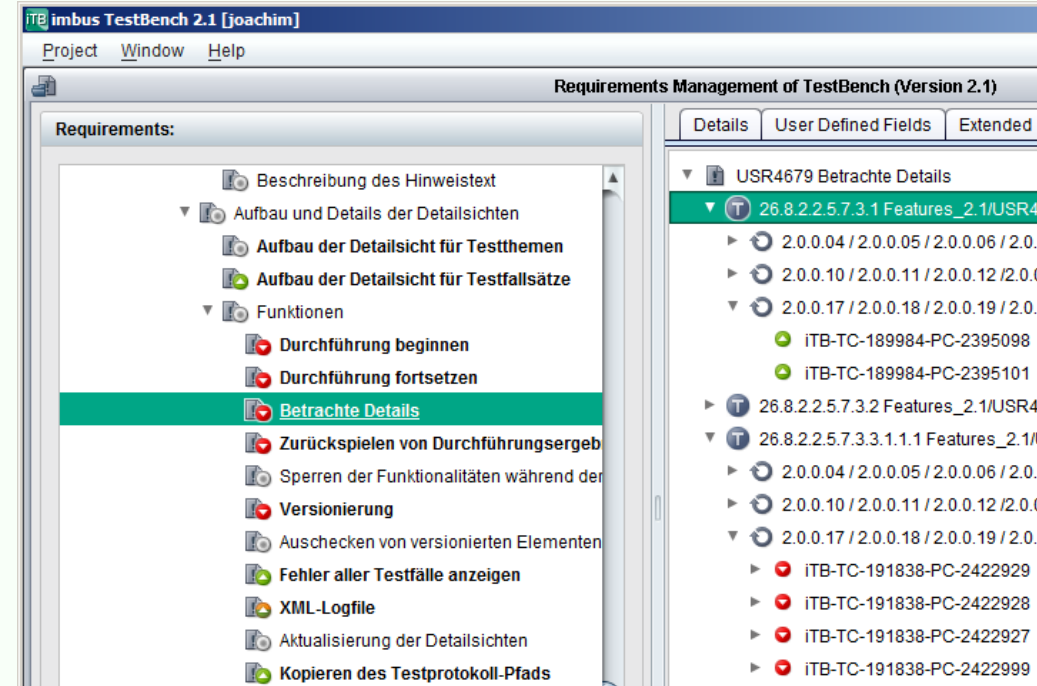 iTB imbus TestBench 2.1 [joachim]
Project Window Help
Requirements Management of TestBench (Version 2.1)
Requirements:
Beschreibung des Hinweistext
Aufbau und Details der Detailsichten
Aufbau der Detailsicht für Testthemen
Aufbau der Detailsicht für Testfallsätze
Funktionen
Durchführung beginnen
Durchführung fortsetzen
Betrachte Details
Zurückspielen von Durchführungsergeb
Sperren der Funktionalitäten während der
Versionierung
Auschecken von versionierten Elementen
Fehler aller Testfälle anzeigen
XML-Logfile
Aktualisierung der Detailsichten
Kopieren des Testprotokoll-Pfads
Details User Defined Fields Extended
USR4679 Betrachte Details
T 26.8.2.2.5.7.3.1 Features_2.1/USR4
2.0.0.04 / 2.0.0.05 / 2.0.0.06 / 2.0.
2.0.0.10 / 2.0.0.11 / 2.0.0.12 /2.0.0
2.0.0.17 / 2.0.0.18 / 2.0.0.19 / 2.0.
iTB-TC-189984-PC-2395098
iTB-TC-189984-PC-2395101
T 26.8.2.2.5.7.3.2 Features_2.1/USR4
T 26.8.2.2.5.7.3.3.1.1.1 Features_2.1/
2.0.0.04 / 2.0.0.05 / 2.0.0.06 / 2.0.
2.0.0.10 / 2.0.0.11 / 2.0.0.12 /2.0.0
2.0.0.17 / 2.0.0.18 / 2.0.0.19 / 2.0.
iTB-TC-191838-PC-2422929
iTB-TC-191838-PC-2422928
iTB-TC-191838-PC-2422927
iTB-TC-191838-PC-2422999